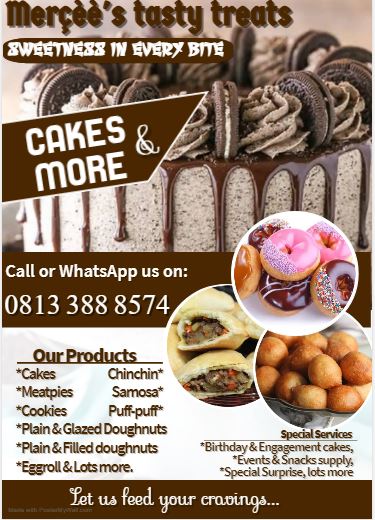 Merçèè's tasty treats
SWEETNESS IN EVERY BITE
CAKES &
MORE
Call or WhatsApp us on:
0813 388 8574
Our Products
*Cakes Chinchin*
*Meatpies Samosa*
*Cookies Puff-puff*
*Plain & Glazed Doughnuts
*Plain & Filled doughnuts
*Eggroll & Lots more.
Special Services
*Birthday & Engagement cakes,
*Events & Snacks supply,
*Special Surprise, lots more
Let us feed your cravings...
Made with PosterMyWall.com